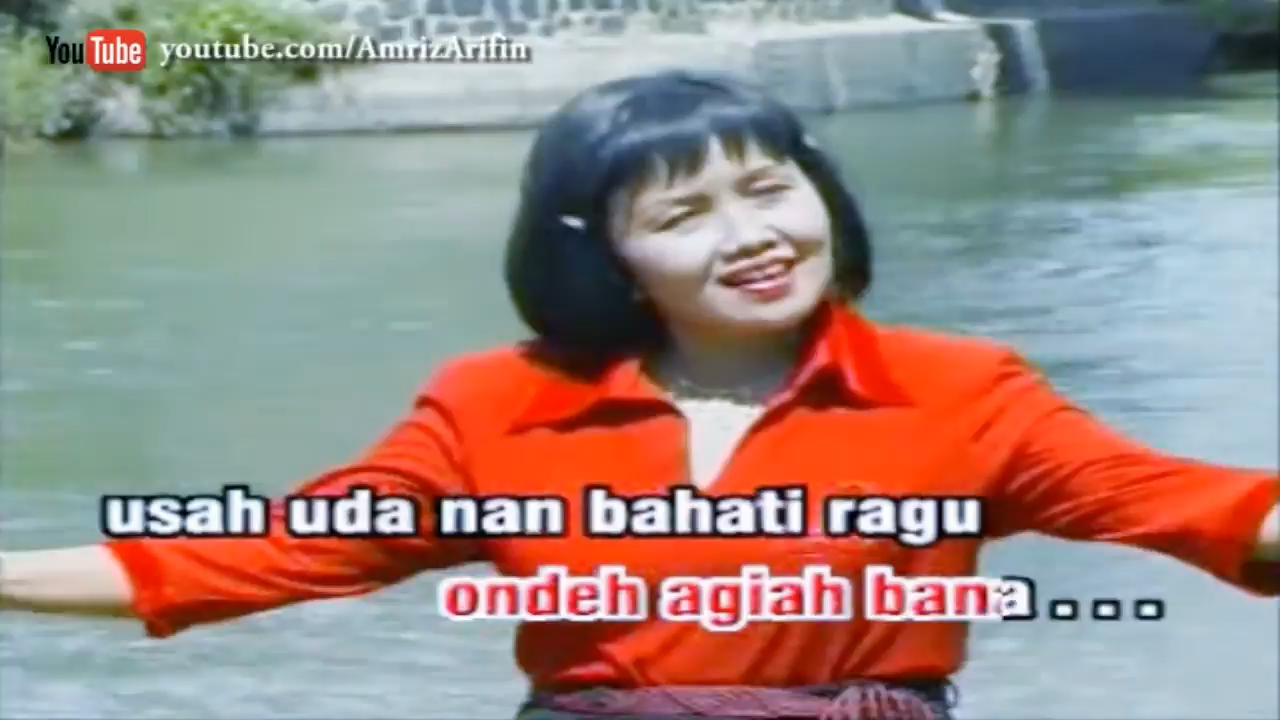 YouTube youtube.com/AmrizArifin
usah uda nan bahati ragu
ondeh agiah bana . . .